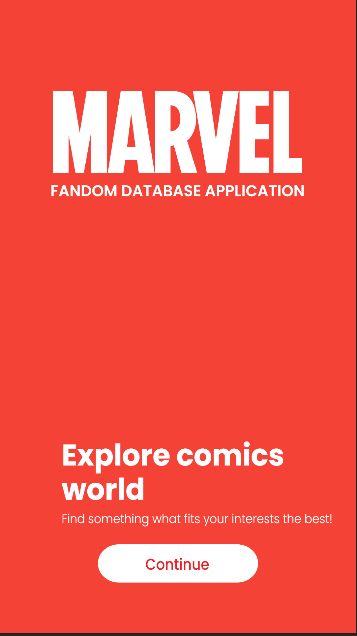 MARVEL
FANDOM DATABASE APPLICATION
Explore comics
world
Find something what fits your interests the best!
Continue